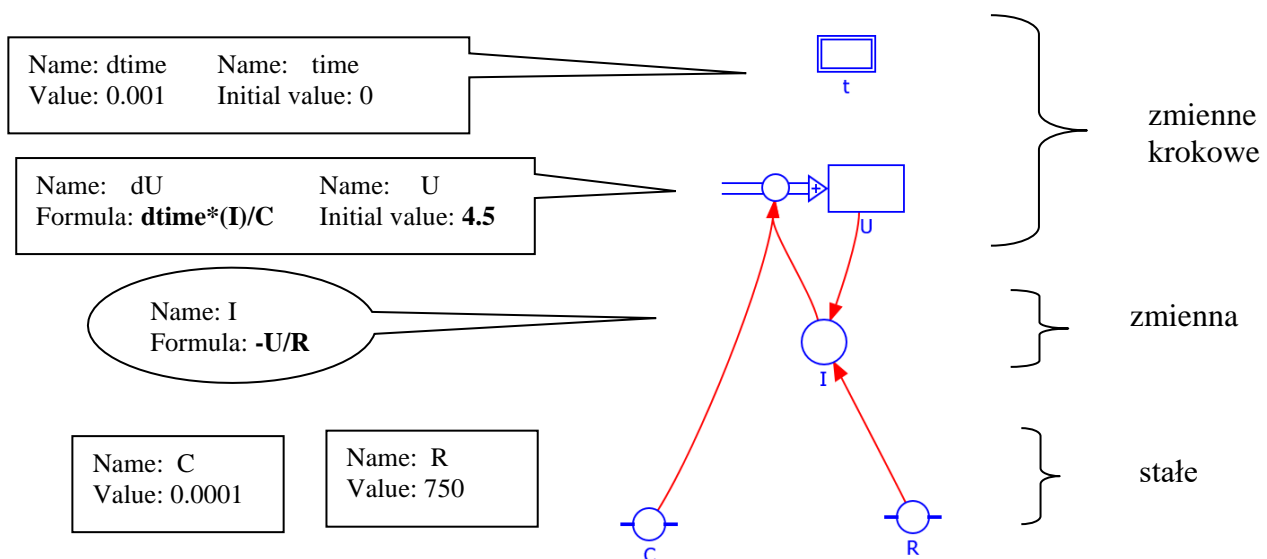 Name: dtime Name: time
Value: 0.001 Initial value: 0
t
zmienne
krokowe
Name: dU Name: U
Formula: dtime*(I)/C Initial value: 4.5
+
U
Name: I
Formula: -U/R
I
zmienna
Name: C
Value: 0.0001
Name: R
Value: 750
stałe
C
R